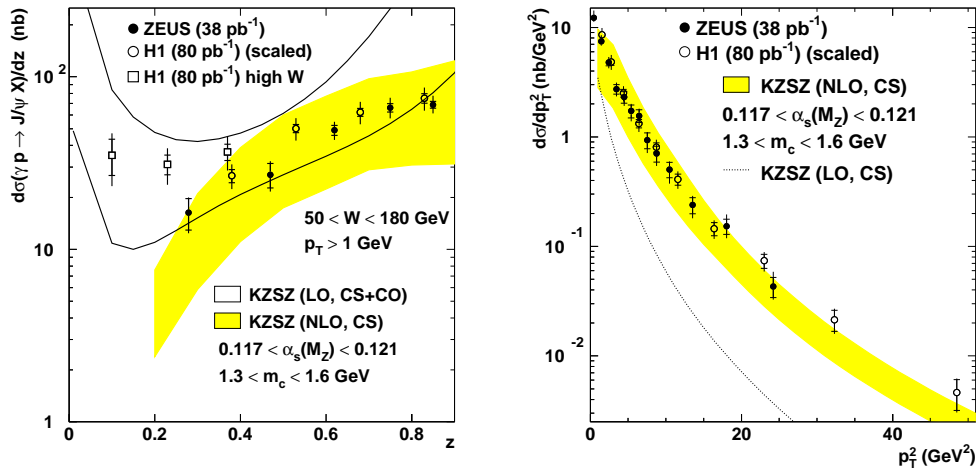 dσ(γ p → J/ψ X)/dz (nb)
ZEUS (38 pb⁻¹)
H1 (80 pb⁻¹) (scaled)
H1 (80 pb⁻¹) high W
10²
10
1
50 < W < 180 GeV
p_T > 1 GeV
KZSZ (LO, CS+CO)
KZSZ (NLO, CS)
0.117 < α_s(M_Z) < 0.121
1.3 < m_c < 1.6 GeV
0 0.2 0.4 0.6 0.8 z
dσ/dp_T² (nb/GeV²)
ZEUS (38 pb⁻¹)
H1 (80 pb⁻¹) (scaled)
KZSZ (NLO, CS)
0.117 < α_s(M_Z) < 0.121
1.3 < m_c < 1.6 GeV
KZSZ (LO, CS)
10
1
10⁻¹
10⁻²
0 20 40
p_T² (GeV²)